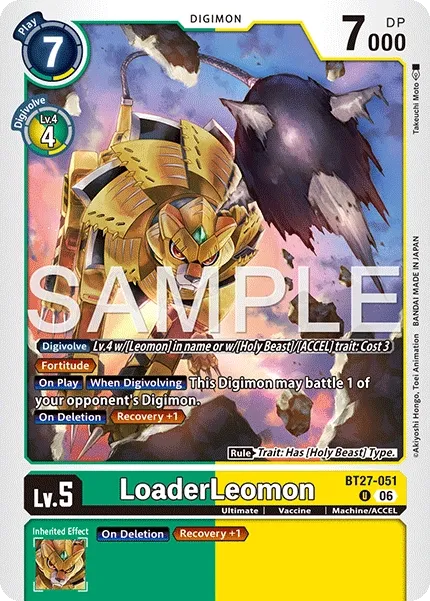 DIGIMON
Play
7
7000
DP
Digivolve
Lv.4
4
Takeuchi Moto
SAMPLE
Digivolve Lv.4 w/[Leomon] in name or w/[Holy Beast]/[ACCEL] trait: Cost 3
Fortitude
On Play When Digivolving This Digimon may battle 1 of
your opponent's Digimon.
On Deletion Recovery +1
Rule Trait: Has [Holy Beast] Type.
©Akiyoshi Hongo, Toei Animation BANDAI MADE IN JAPAN
BT27-051
Lv.5
LoaderLeomon
U 06
Ultimate | Vaccine | Machine/ACCEL
Inherited Effect
On Deletion Recovery +1